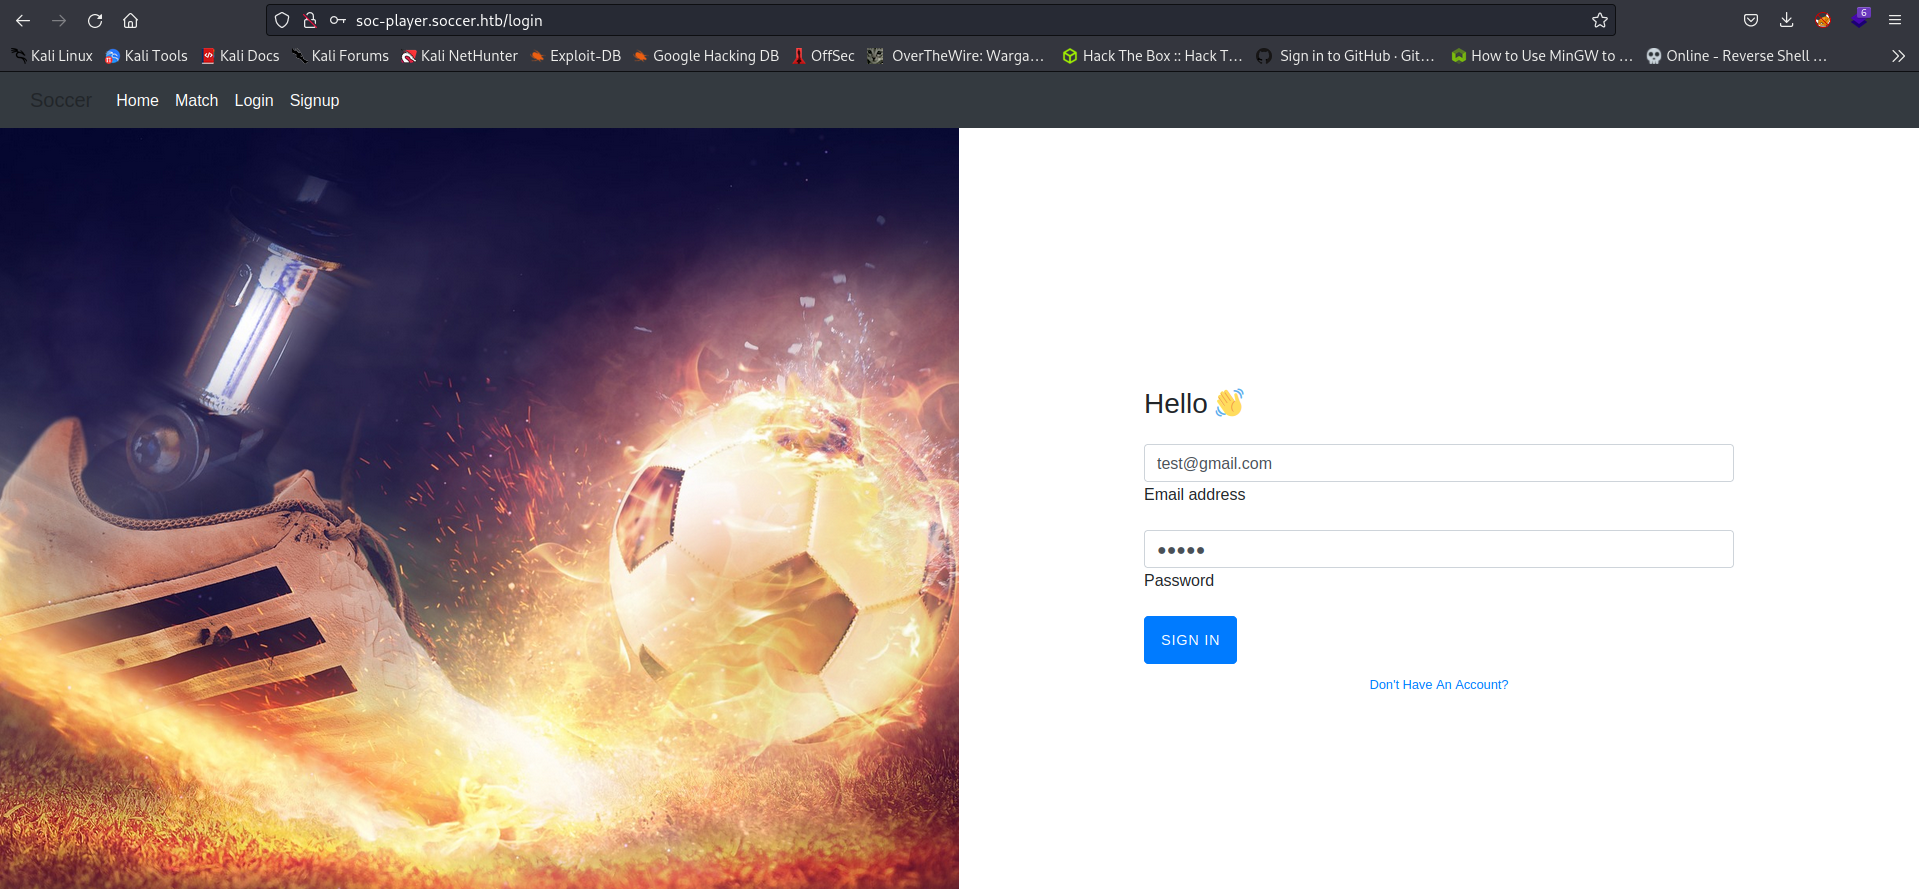 soc-player.soccer.htb/login
6
Kali Linux Kali Tools Kali Docs Kali Forums Kali NetHunter Exploit-DB Google Hacking DB OffSec OverTheWire: Warga… Hack The Box :: Hack T… Sign in to GitHub · Git… How to Use MinGW to … Online - Reverse Shell …
Soccer Home Match Login Signup
Hello 👋
test@gmail.com
Email address
●●●●●
Password
SIGN IN
Don't Have An Account?